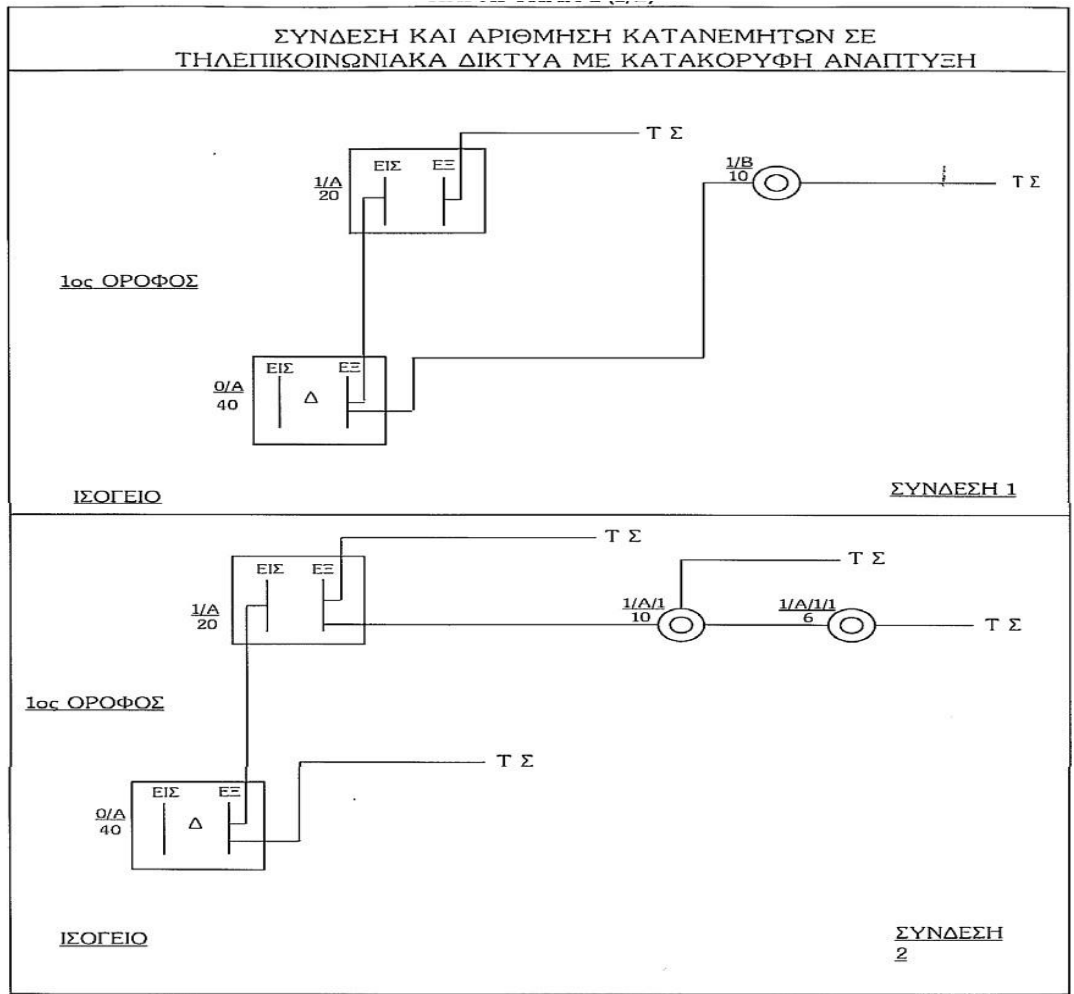 ΣΥΝΔΕΣΗ ΚΑΙ ΑΡΙΘΜΗΣΗ ΚΑΤΑΝΕΜΗΤΩΝ ΣΕ
ΤΗΛΕΠΙΚΟΙΝΩΝΙΑΚΑ ΔΙΚΤΥΑ ΜΕ ΚΑΤΑΚΟΡΥΦΗ ΑΝΑΠΤΥΞΗ
Τ Σ
ΕΙΣ ΕΞ
1/Α
20
1/Β
10
Τ Σ
1ος ΟΡΟΦΟΣ
ΕΙΣ ΕΞ
0/Α
40
Δ
ΙΣΟΓΕΙΟ
ΣΥΝΔΕΣΗ 1
Τ Σ
Τ Σ
ΕΙΣ ΕΞ
1/Α
20
1/Α/1
10
1/Α/1/1
6
Τ Σ
1ος ΟΡΟΦΟΣ
Τ Σ
ΕΙΣ ΕΞ
0/Α
40
Δ
ΙΣΟΓΕΙΟ
ΣΥΝΔΕΣΗ
2